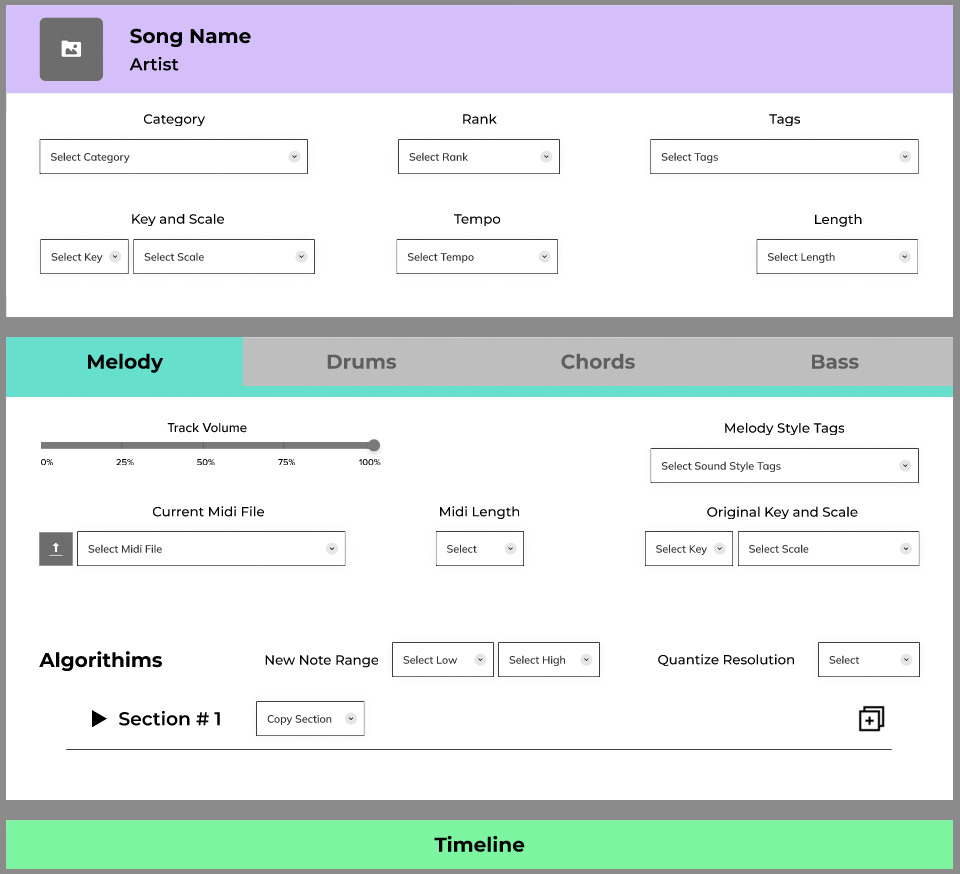 Song Name
Artist
Category Rank Tags
Select Category Select Rank Select Tags
Key and Scale Tempo Length
Select Key Select Scale Select Tempo Select Length
Melody Drums Chords Bass
Track Volume Melody Style Tags
0% 25% 50% 75% 100%
Select Sound Style Tags
Current Midi File Midi Length Original Key and Scale
Select Midi File Select Select Key Select Scale
Algorithims New Note Range Select Low Select High Quantize Resolution Select
Section # 1 Copy Section
Timeline